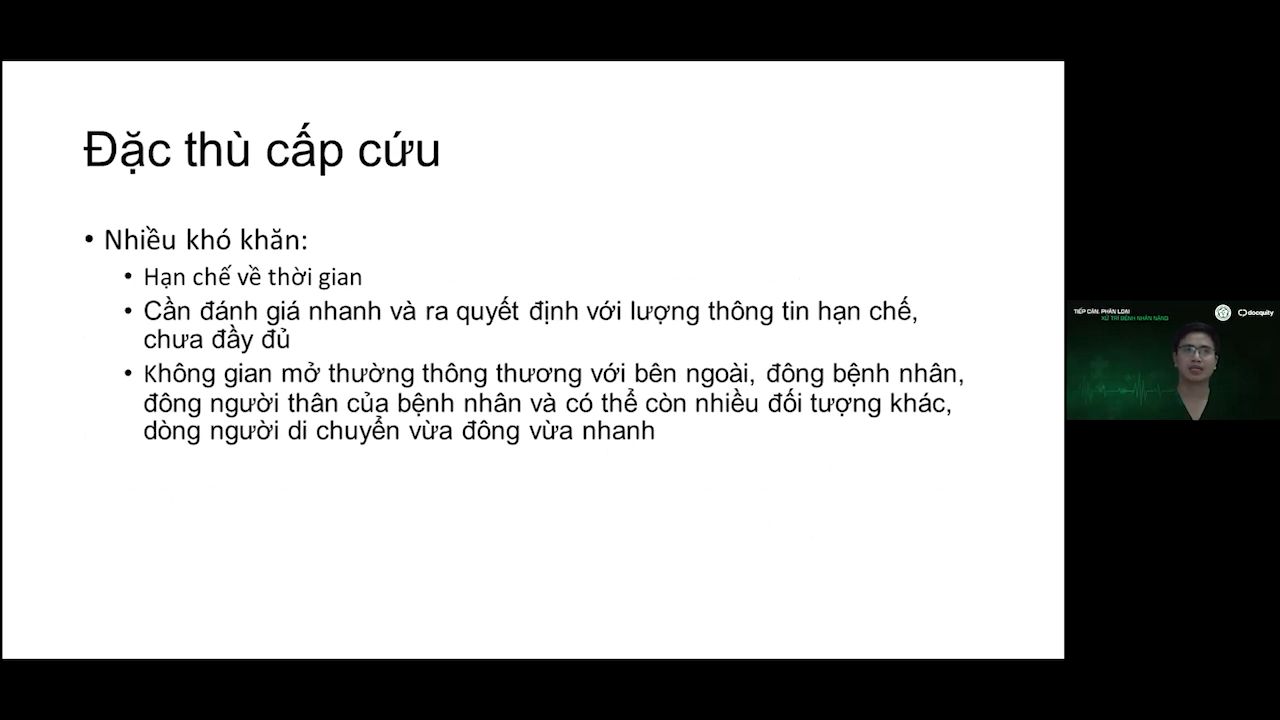 Đặc thù cấp cứu
• Nhiều khó khăn:
• Hạn chế về thời gian
• Cần đánh giá nhanh và ra quyết định với lượng thông tin hạn chế,
chưa đầy đủ
• Không gian mở thường thông thương với bên ngoài, đông bệnh nhân,
đông người thân của bệnh nhân và có thể còn nhiều đối tượng khác,
dòng người di chuyển vừa đông vừa nhanh
TIẾP CẬN, PHÂN LOẠI
XỬ TRÍ BỆNH NHÂN NẶNG
docquity